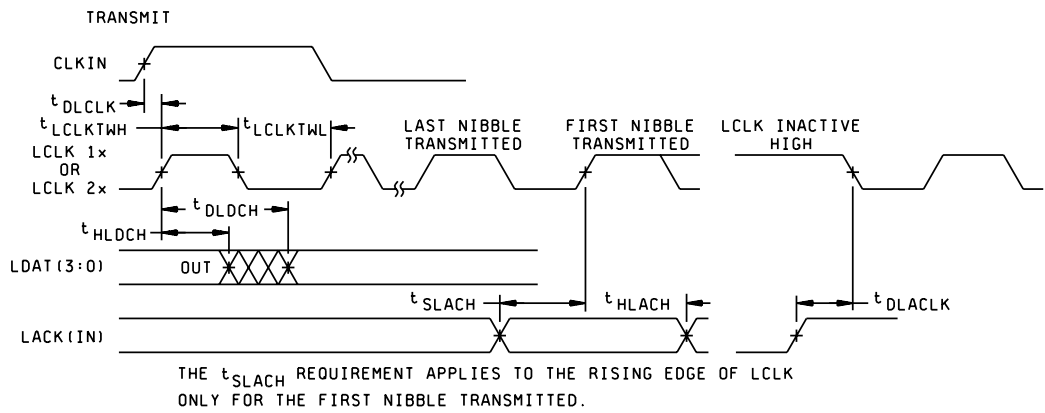 TRANSMIT
CLKIN
tDLCLK
tLCLKTWH
tLCLKTWL
LAST NIBBLE
TRANSMITTED
FIRST NIBBLE
TRANSMITTED
LCLK INACTIVE
HIGH
LCLK 1x
OR
LCLK 2x
tDLDCH
tHLDCH
LDAT(3:0)
OUT
tSLACH
tHLACH
tDLACLK
LACK(IN)
THE tSLACH REQUIREMENT APPLIES TO THE RISING EDGE OF LCLK
ONLY FOR THE FIRST NIBBLE TRANSMITTED.